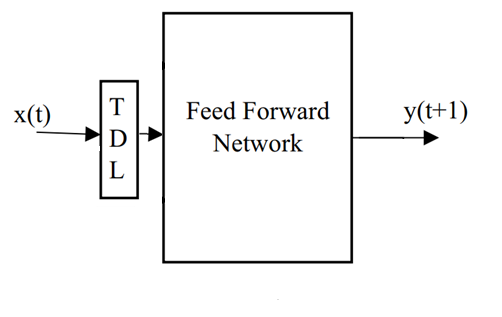 x(t)
T
D
L
Feed Forward
Network
y(t+1)